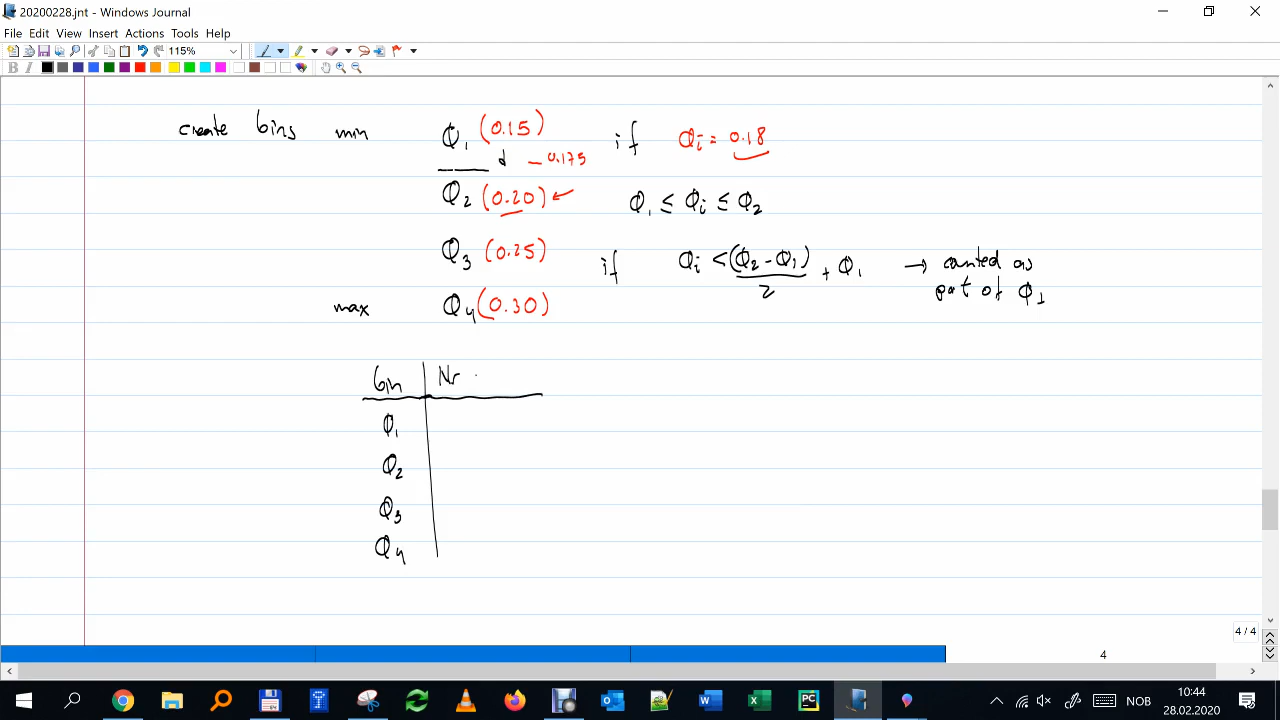 20200228.jnt - Windows Journal
File Edit View Insert Actions Tools Help
115%
B I
create bins min Φ1 (0.15) if Φi = 0.18
0.175
Φ2 (0.20) Φ1 ≤ Φi ≤ Φ2
Φ3 (0.25) if Φi < (Φ2 - Φ1) / 2 + Φ1 → counted as
part of Φ1
max Φ4 (0.30)
bin Nr
Φ1
Φ2
Φ3
Φ4
4 / 4
4
NOB 10:44
28.02.2020